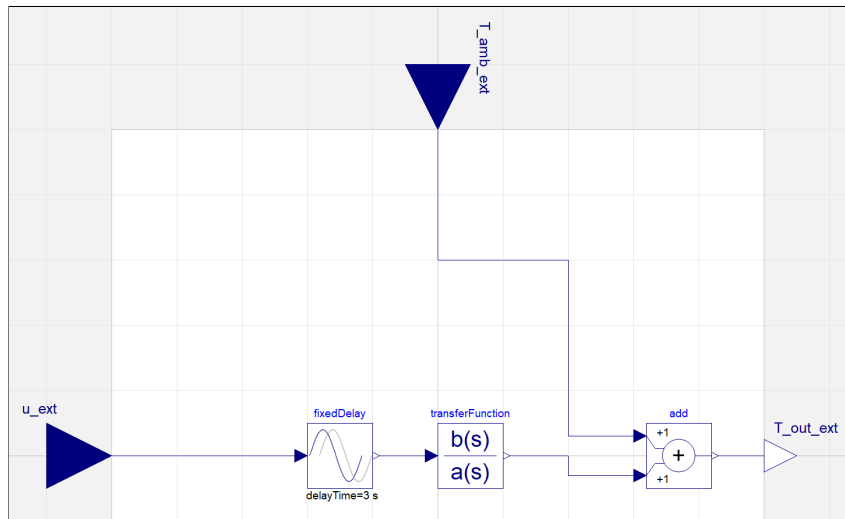 T_amb_ext
u_ext
fixedDelay
transferFunction
add
T_out_ext
b(s)
a(s)
+1
+
+1
delayTime=3 s